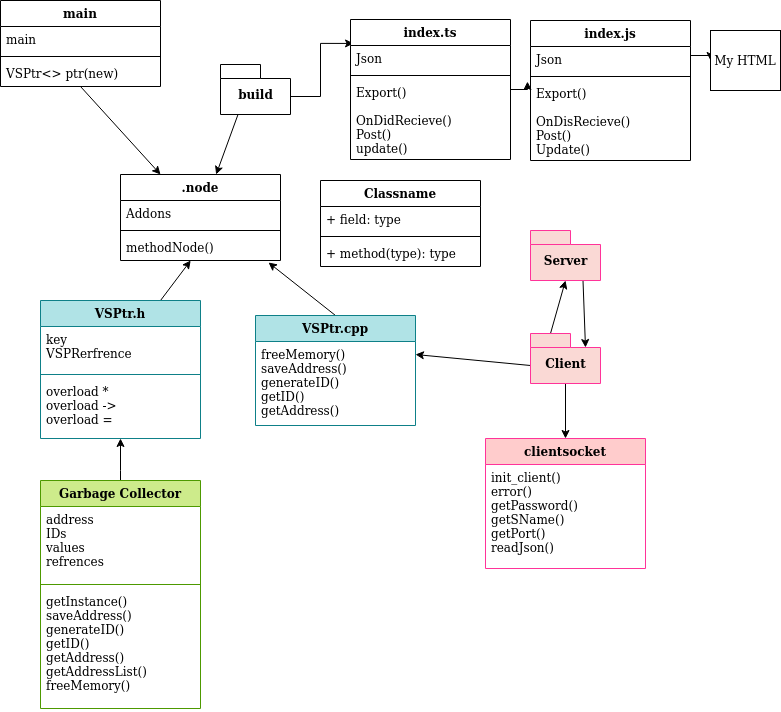 main
main
VSPtr<> ptr(new)
build
index.ts
Json
Export()
OnDidRecieve()
Post()
update()
index.js
Json
Export()
OnDisRecieve()
Post()
Update()
My HTML
.node
Addons
methodNode()
Classname
+ field: type
+ method(type): type
Server
Client
VSPtr.h
key
VSPRerfrence
overload *
overload ->
overload =
VSPtr.cpp
freeMemory()
saveAddress()
generateID()
getID()
getAddress()
clientsocket
init_client()
error()
getPassword()
getSName()
getPort()
readJson()
Garbage Collector
address
IDs
values
refrences
getInstance()
saveAddress()
generateID()
getID()
getAddress()
getAddressList()
freeMemory()